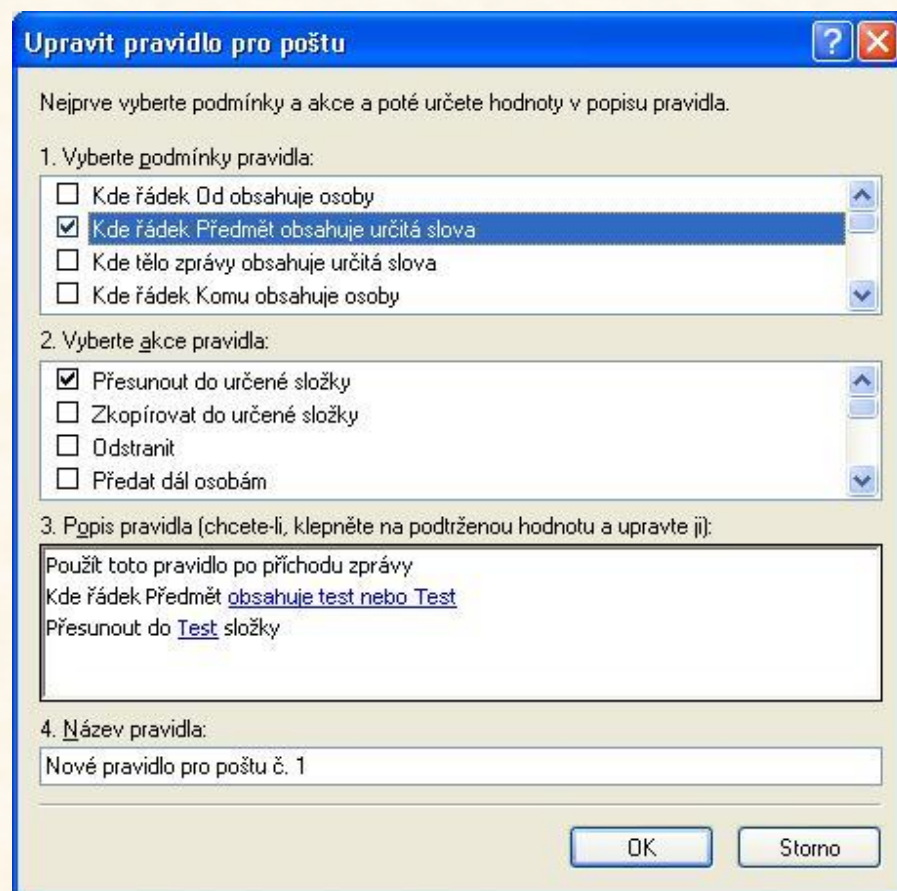 Upravit pravidlo pro poštu
Nejprve vyberte podmínky a akce a poté určete hodnoty v popisu pravidla.
1. Vyberte podmínky pravidla:
Kde řádek Od obsahuje osoby
Kde řádek Předmět obsahuje určitá slova
Kde tělo zprávy obsahuje určitá slova
Kde řádek Komu obsahuje osoby
2. Vyberte akce pravidla:
Přesunout do určené složky
Zkopírovat do určené složky
Odstranit
Předat dál osobám
3. Popis pravidla (chcete-li, klepněte na podtrženou hodnotu a upravte ji):
Použít toto pravidlo po příchodu zprávy
Kde řádek Předmět obsahuje test nebo Test
Přesunout do Test složky
4. Název pravidla:
Nové pravidlo pro poštu č. 1
OK Storno